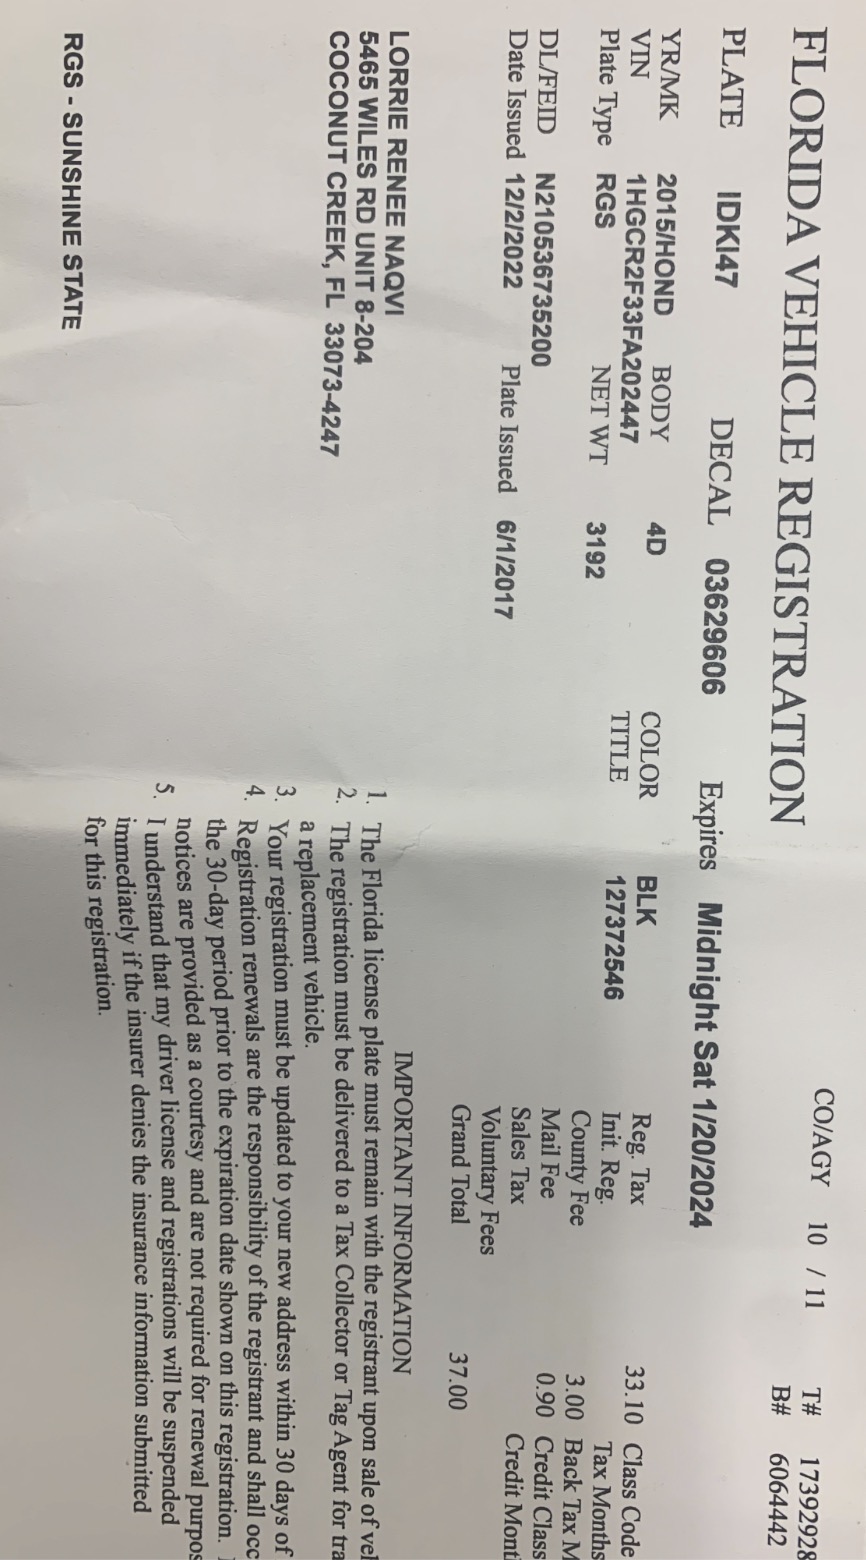 FLORIDA VEHICLE REGISTRATION
CO/AGY 10 / 11 T# 17392928
B# 6064442
PLATE IDKI47 DECAL 03629606 Expires Midnight Sat 1/20/2024
YR/MK 2015/HOND BODY 4D COLOR BLK Reg. Tax 33.10 Class Code
VIN 1HGCR2F33FA202447 TITLE 127372546 Init. Reg. Tax Months
Plate Type RGS NET WT 3192 County Fee 3.00 Back Tax M
Mail Fee 0.90 Credit Class
DL/FEID N210536735200 Sales Tax Credit Mont
Date Issued 12/2/2022 Plate Issued 6/1/2017 Voluntary Fees
Grand Total 37.00
IMPORTANT INFORMATION
LORRIE RENEE NAQVI
5465 WILES RD UNIT 8-204
COCONUT CREEK, FL 33073-4247
1. The Florida license plate must remain with the registrant upon sale of veh
2. The registration must be delivered to a Tax Collector or Tag Agent for tra
a replacement vehicle.
3. Your registration must be updated to your new address within 30 days of
4. Registration renewals are the responsibility of the registrant and shall occ
the 30-day period prior to the expiration date shown on this registration.
notices are provided as a courtesy and are not required for renewal purpos
5. I understand that my driver license and registrations will be suspended
immediately if the insurer denies the insurance information submitted
for this registration.
RGS - SUNSHINE STATE